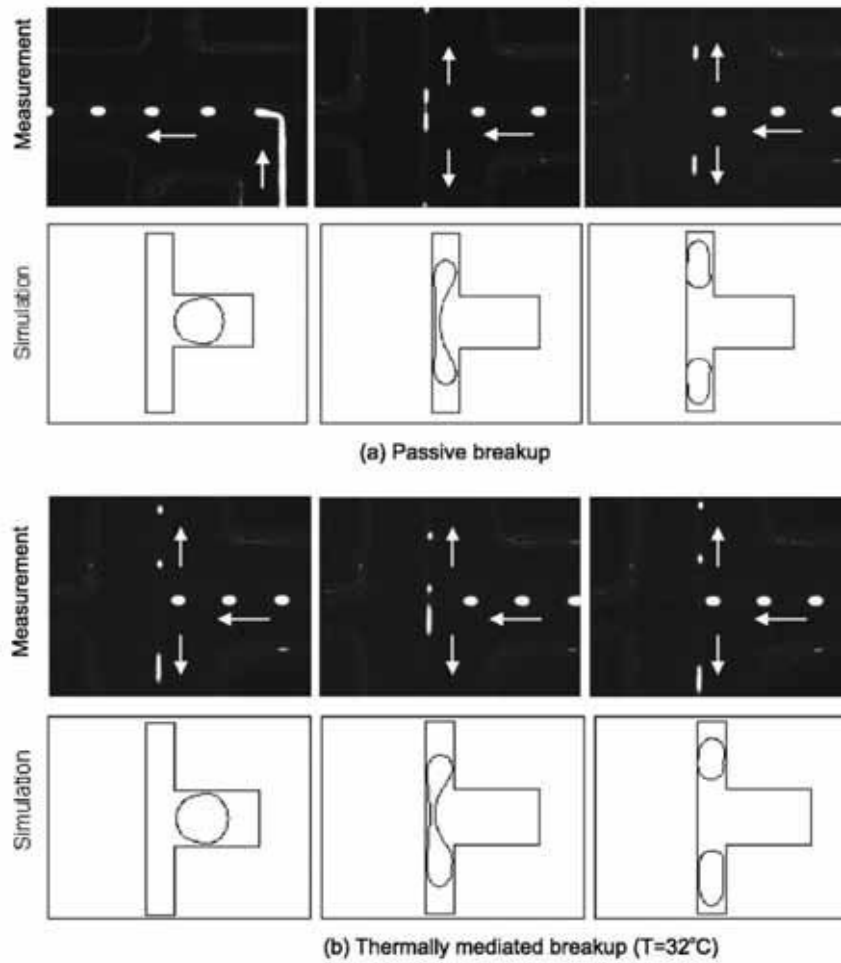 Measurement
Simulation
(a) Passive breakup
Measurement
Simulation
(b) Thermally mediated breakup (T=32°C)